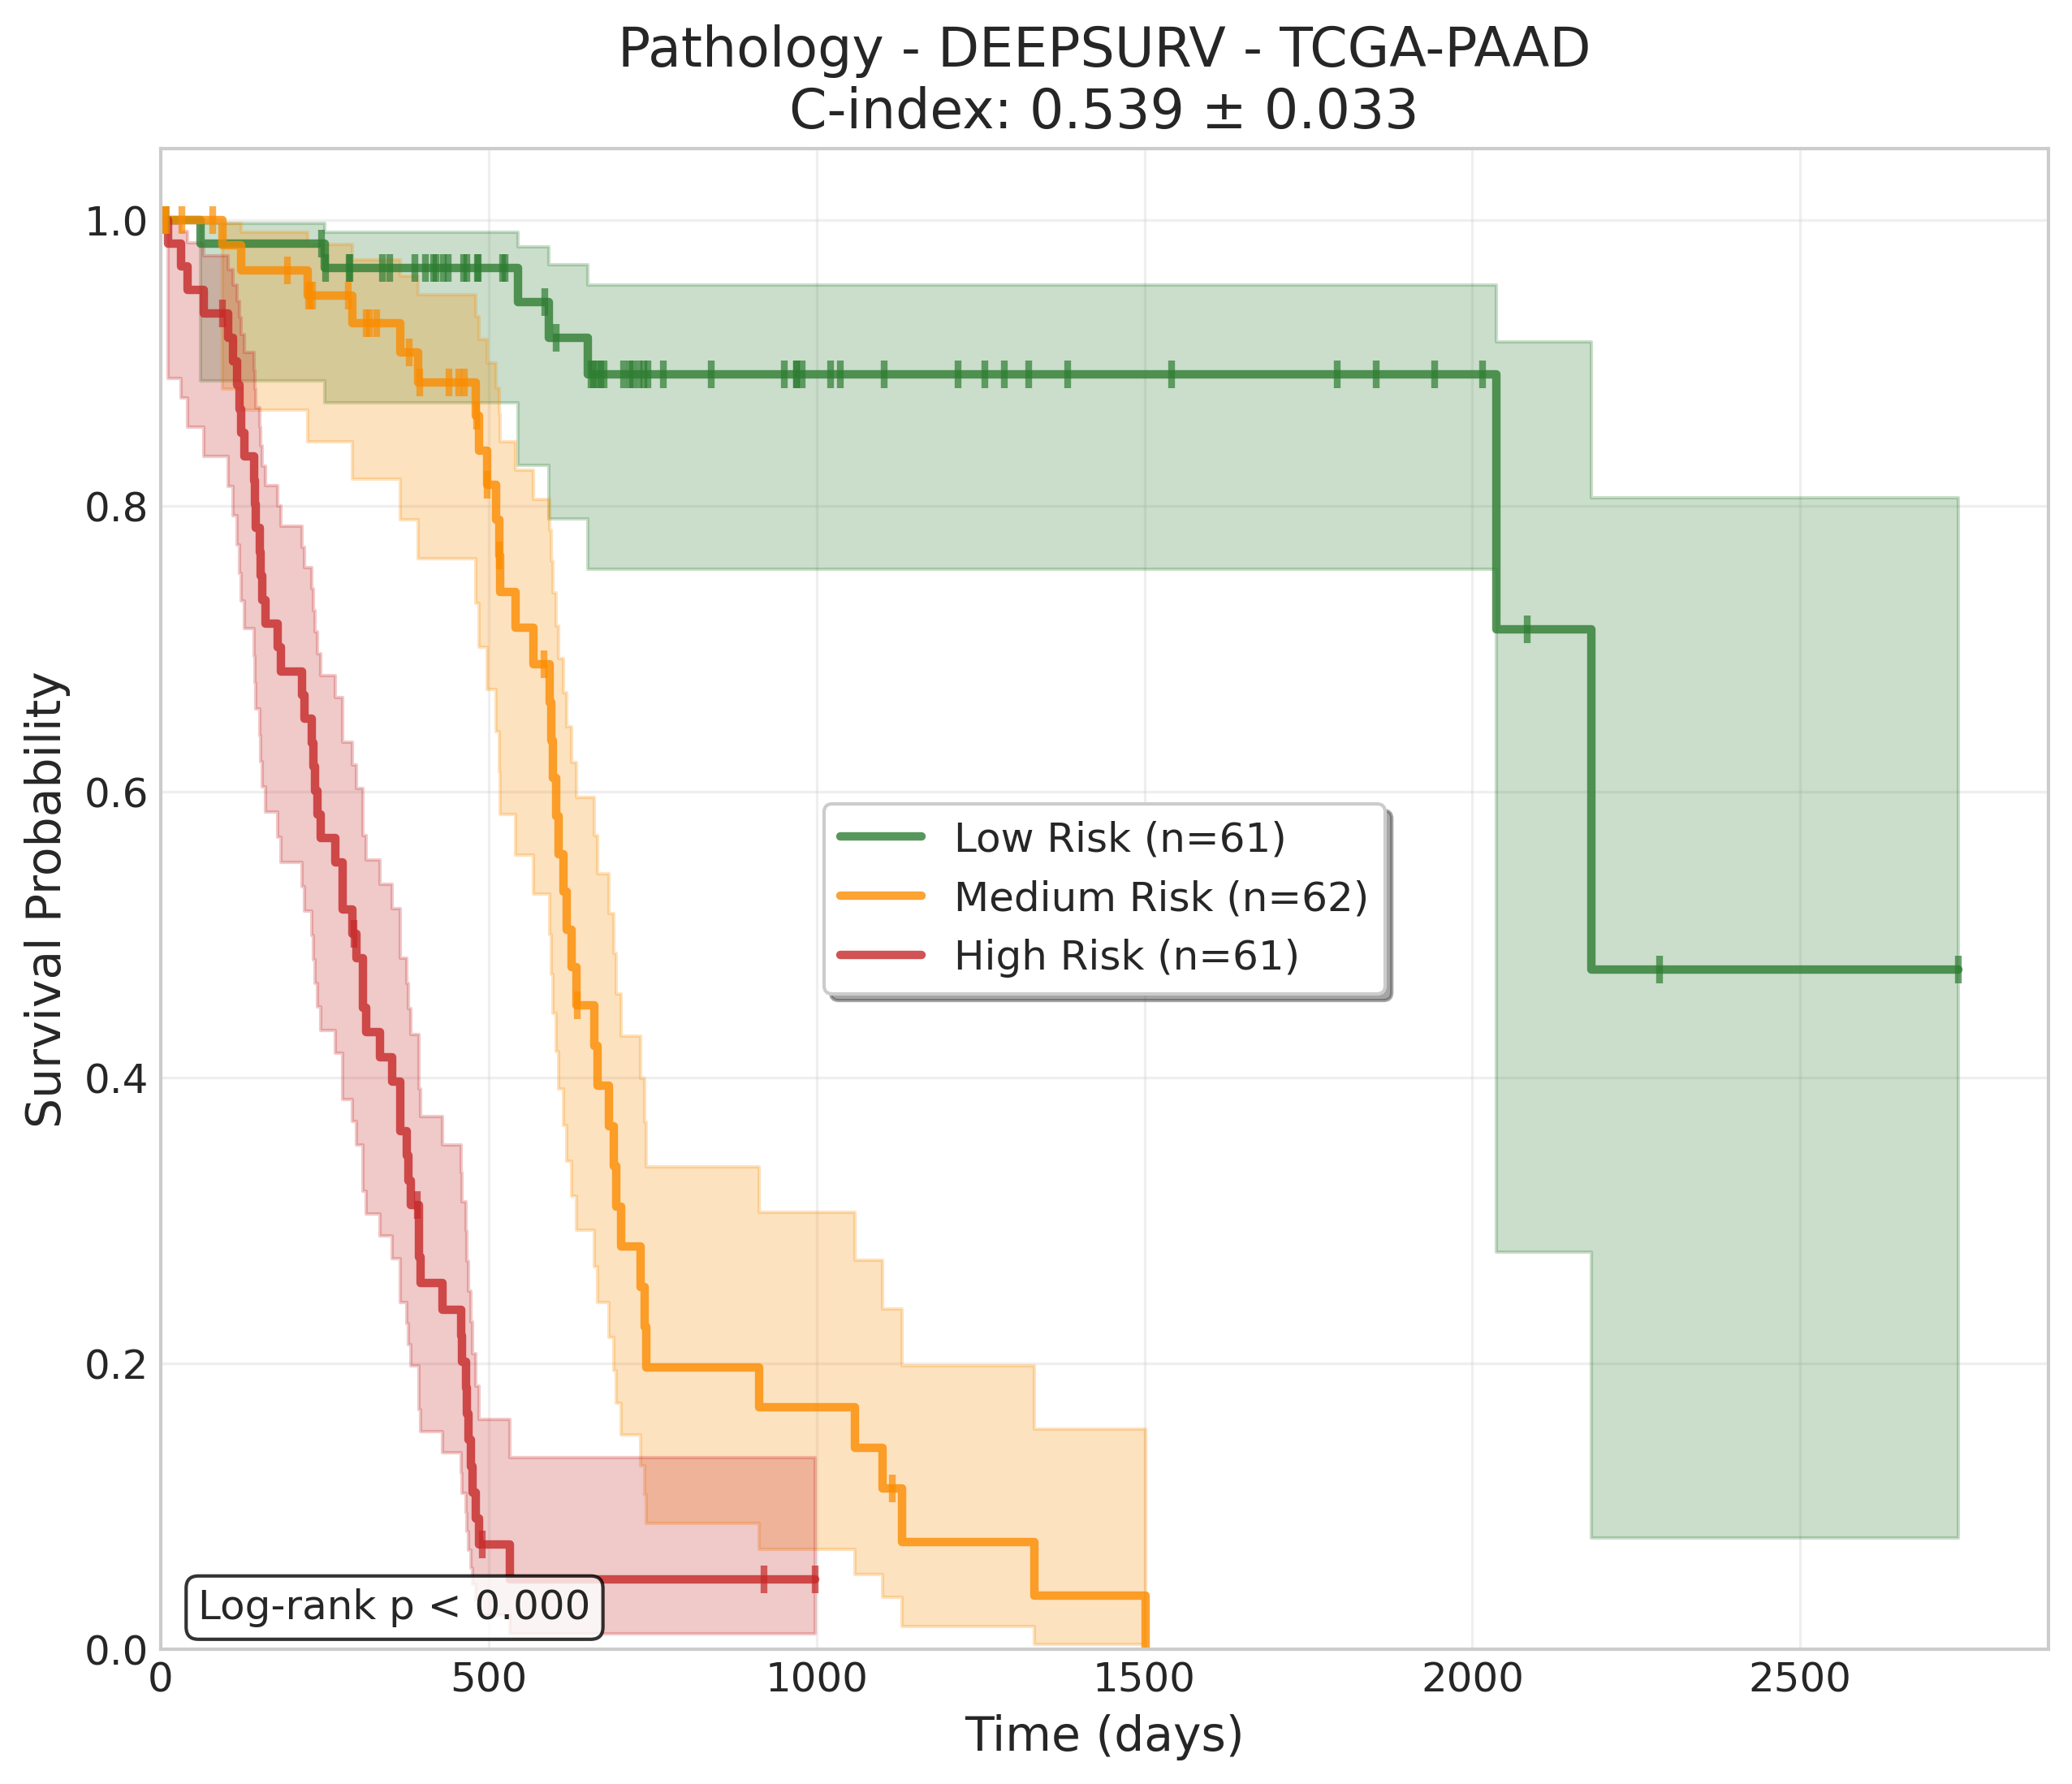 Pathology - DEEPSURV - TCGA-PAAD
C-index: 0.539 ± 0.033
Survival Probability
1.0
0.8
0.6
0.4
0.2
0.0
Low Risk (n=61)
Medium Risk (n=62)
High Risk (n=61)
Log-rank p < 0.000
0
500
1000
1500
2000
2500
Time (days)